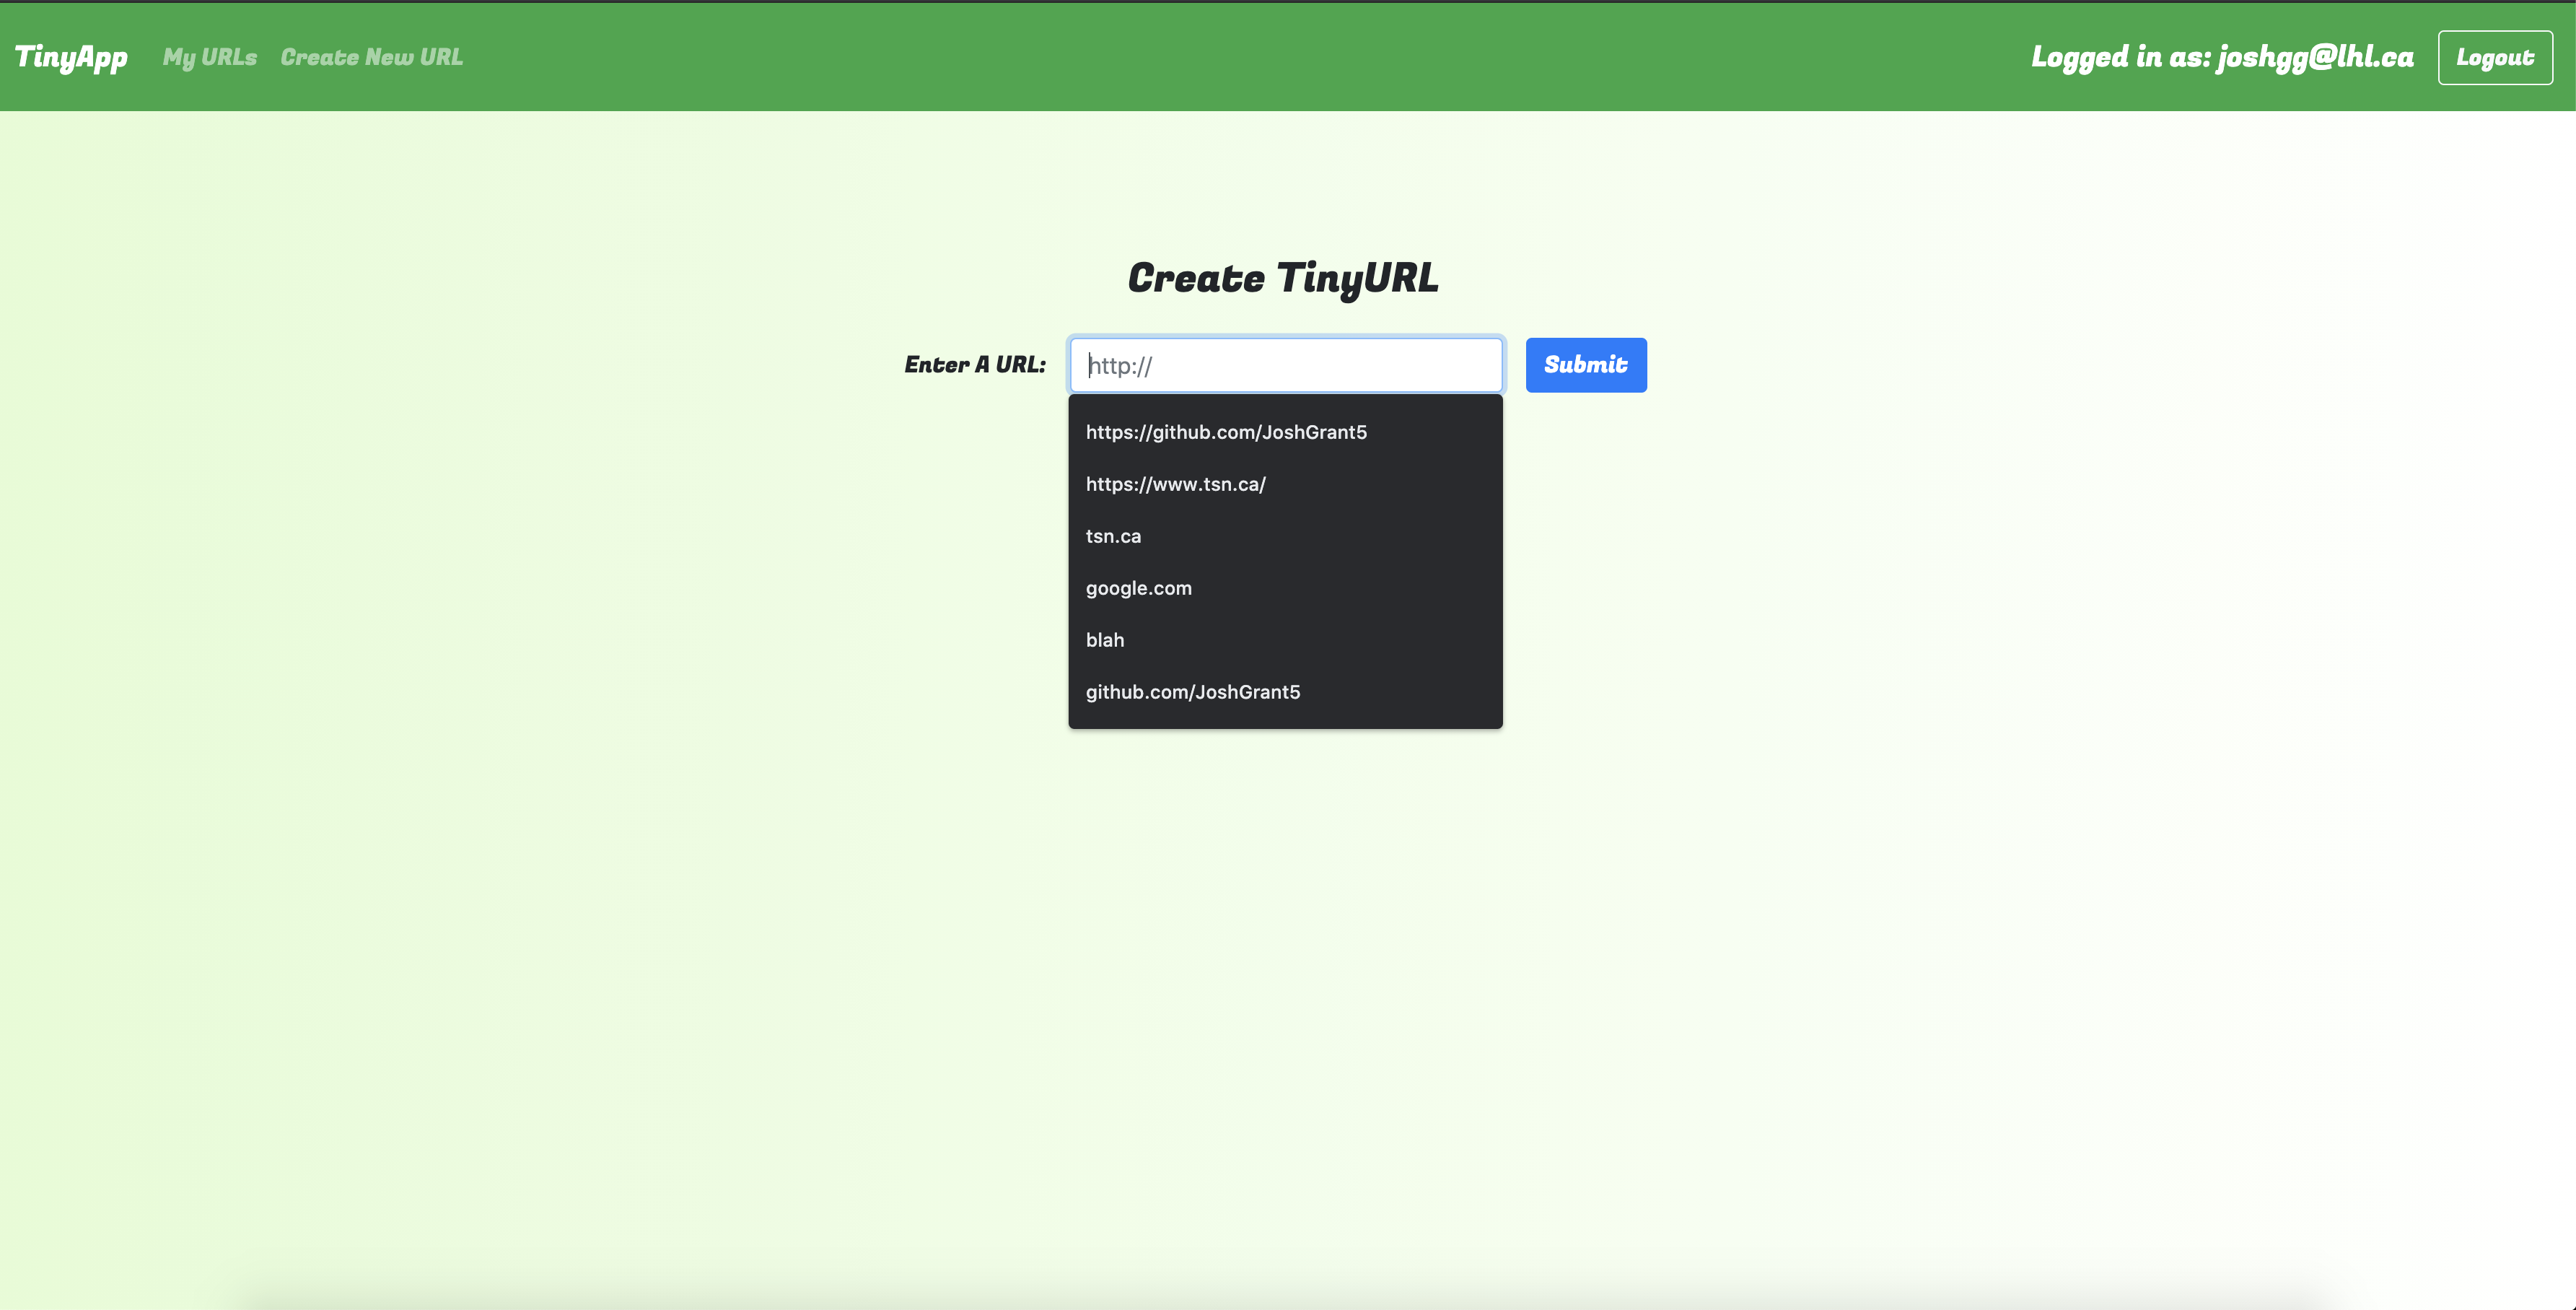 TinyApp My URLs Create New URL Logged in as: joshgg@lhl.ca Logout
Create TinyURL
Enter A URL: http:// Submit
https://github.com/JoshGrant5
https://www.tsn.ca/
tsn.ca
google.com
blah
github.com/JoshGrant5